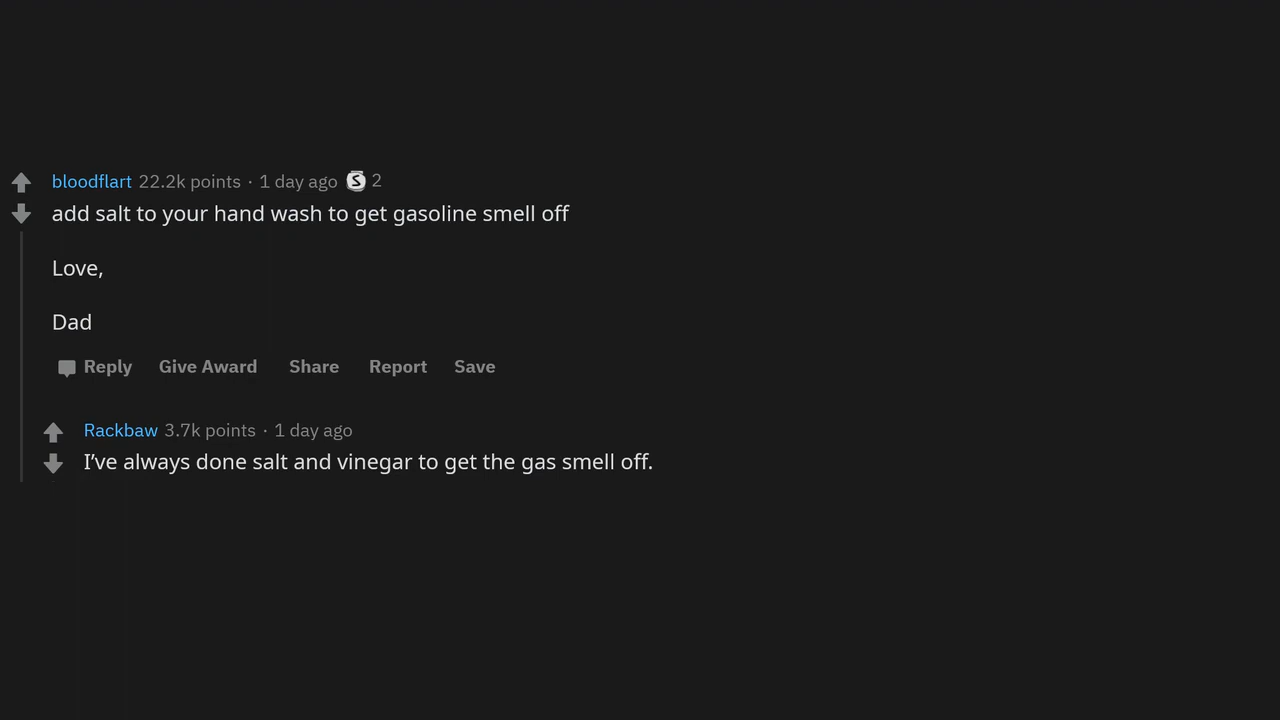 bloodflart 22.2k points · 1 day ago S 2
add salt to your hand wash to get gasoline smell off
Love,
Dad
Reply Give Award Share Report Save
Rackbaw 3.7k points · 1 day ago
I’ve always done salt and vinegar to get the gas smell off.